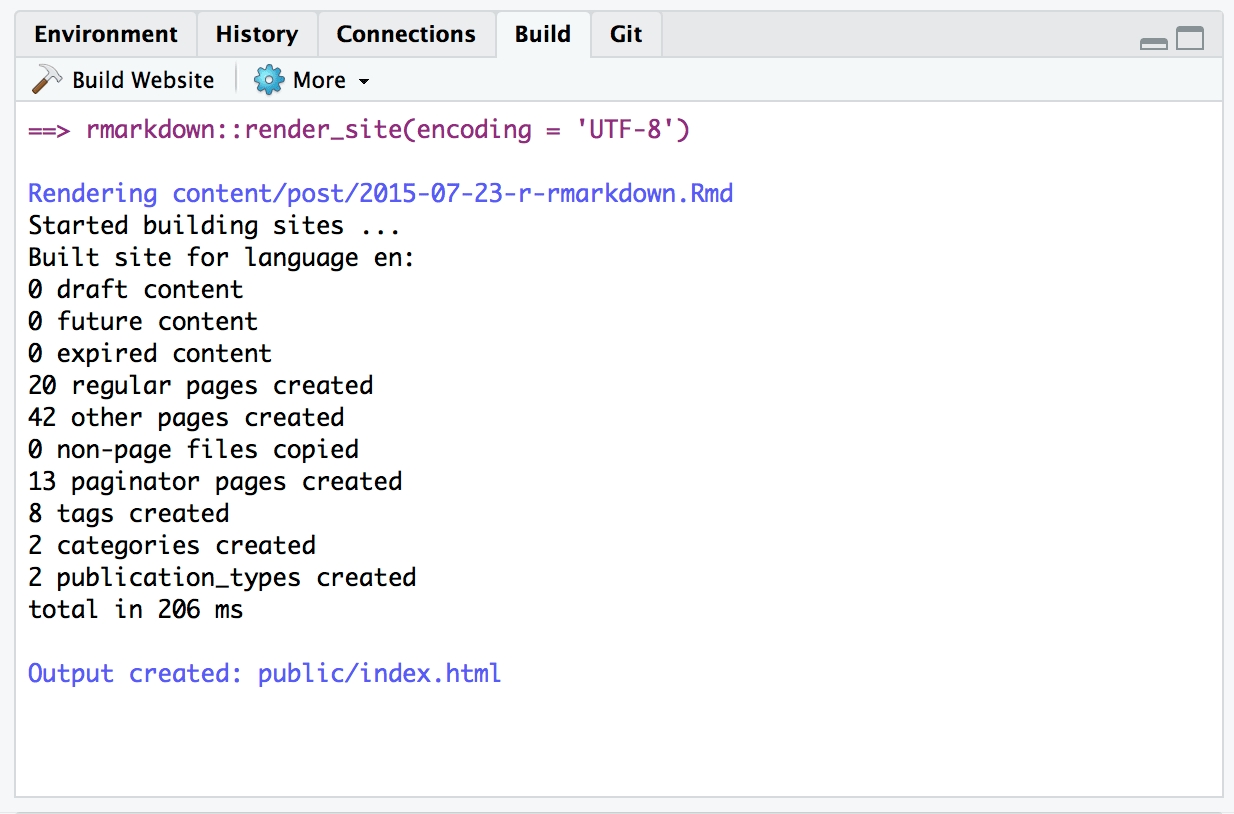 Environment History Connections Build Git
Build Website More
==> rmarkdown::render_site(encoding = 'UTF-8')
Rendering content/post/2015-07-23-r-rmarkdown.Rmd
Started building sites ...
Built site for language en:
0 draft content
0 future content
0 expired content
20 regular pages created
42 other pages created
0 non-page files copied
13 paginator pages created
8 tags created
2 categories created
2 publication_types created
total in 206 ms
Output created: public/index.html